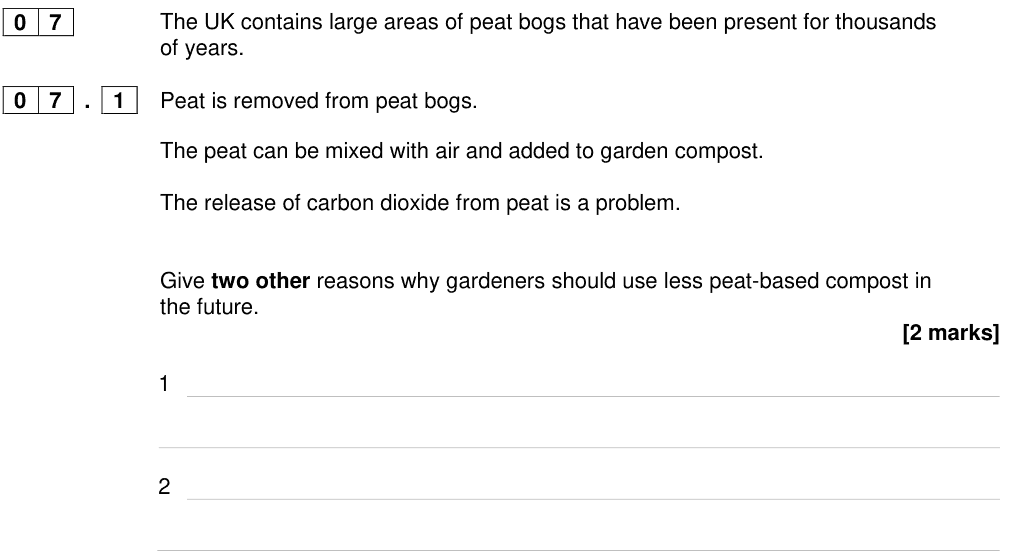 0 7 The UK contains large areas of peat bogs that have been present for thousands
of years.
0 7 . 1 Peat is removed from peat bogs.
The peat can be mixed with air and added to garden compost.
The release of carbon dioxide from peat is a problem.
Give two other reasons why gardeners should use less peat-based compost in
the future.
[2 marks]
1
2